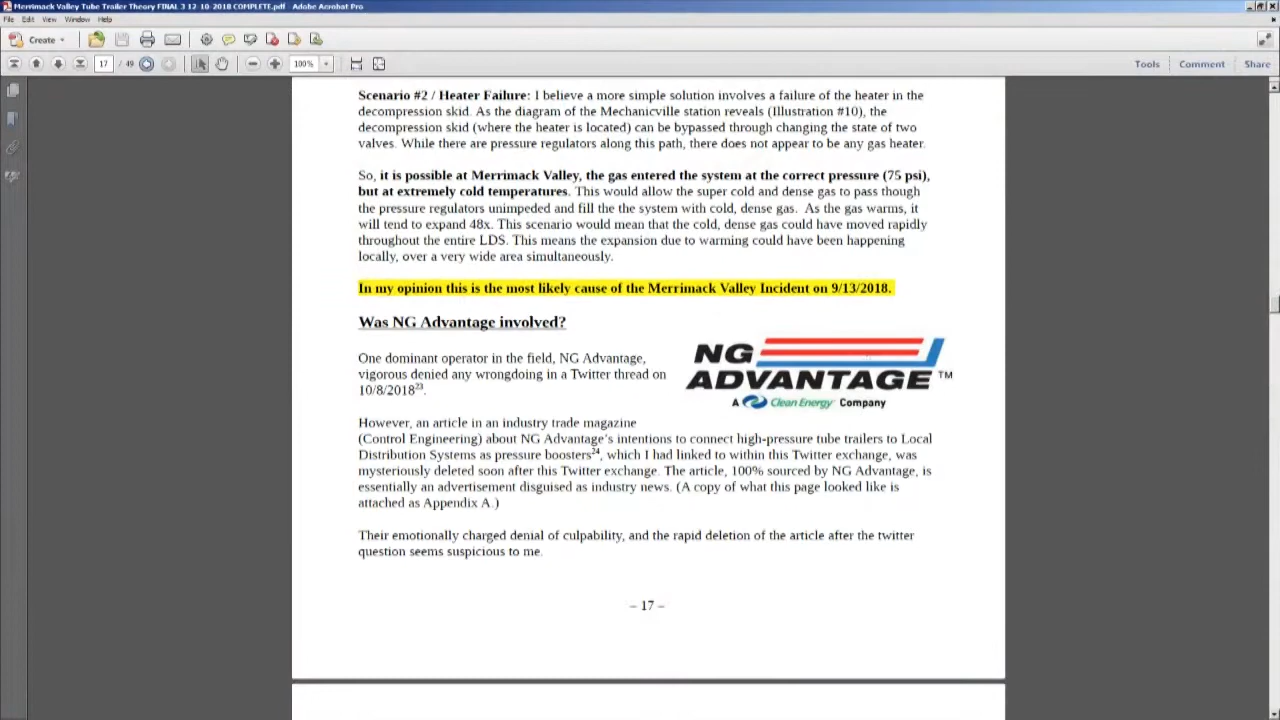 Merrimack Valley Tube Trailer Theory FINAL 3 12-10-2018 COMPLETE.pdf - Adobe Acrobat Pro
File Edit View Window Help
Create
17 / 49 100% Tools Comment Share
Scenario #2 / Heater Failure: I believe a more simple solution involves a failure of the heater in the
decompression skid. As the diagram of the Mechanicville station reveals (Illustration #10), the
decompression skid (where the heater is located) can be bypassed through changing the state of two
valves. While there are pressure regulators along this path, there does not appear to be any gas heater.
So, it is possible at Merrimack Valley, the gas entered the system at the correct pressure (75 psi),
but at extremely cold temperatures. This would allow the super cold and dense gas to pass though
the pressure regulators unimpeded and fill the the system with cold, dense gas. As the gas warms, it
will tend to expand 48x. This scenario would mean that the cold, dense gas could have moved rapidly
throughout the entire LDS. This means the expansion due to warming could have been happening
locally, over a very wide area simultaneously.
In my opinion this is the most likely cause of the Merrimack Valley Incident on 9/13/2018.
Was NG Advantage involved?
One dominant operator in the field, NG Advantage,
vigorous denied any wrongdoing in a Twitter thread on
10/8/2018²³.
NG
ADVANTAGE™
A Clean Energy Company
However, an article in an industry trade magazine
(Control Engineering) about NG Advantage's intentions to connect high-pressure tube trailers to Local
Distribution Systems as pressure boosters²⁴, which I had linked to within this Twitter exchange, was
mysteriously deleted soon after this Twitter exchange. The article, 100% sourced by NG Advantage, is
essentially an advertisement disguised as industry news. (A copy of what this page looked like is
attached as Appendix A.)
Their emotionally charged denial of culpability, and the rapid deletion of the article after the twitter
question seems suspicious to me.
– 17 –